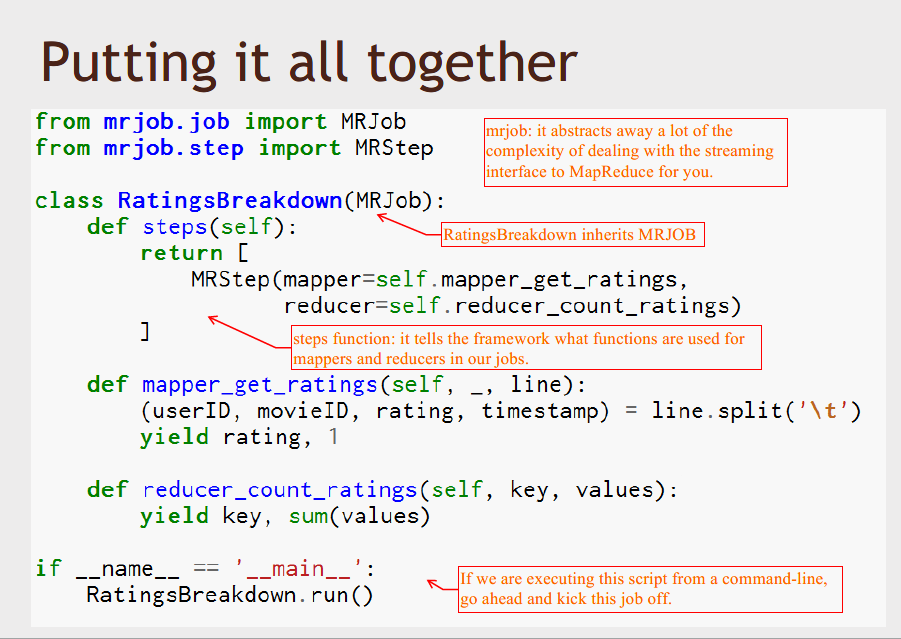 Putting it all together
from mrjob.job import MRJob
from mrjob.step import MRStep
mrjob: it abstracts away a lot of the
complexity of dealing with the streaming
interface to MapReduce for you.
class RatingsBreakdown(MRJob):
    def steps(self):
RatingsBreakdown inherits MRJOB
        return [
            MRStep(mapper=self.mapper_get_ratings,
                   reducer=self.reducer_count_ratings)
        ]
steps function: it tells the framework what functions are used for
mappers and reducers in our jobs.
    def mapper_get_ratings(self, _, line):
        (userID, movieID, rating, timestamp) = line.split('\t')
        yield rating, 1
    def reducer_count_ratings(self, key, values):
        yield key, sum(values)
if __name__ == '__main__':
    RatingsBreakdown.run()
If we are executing this script from a command-line,
go ahead and kick this job off.